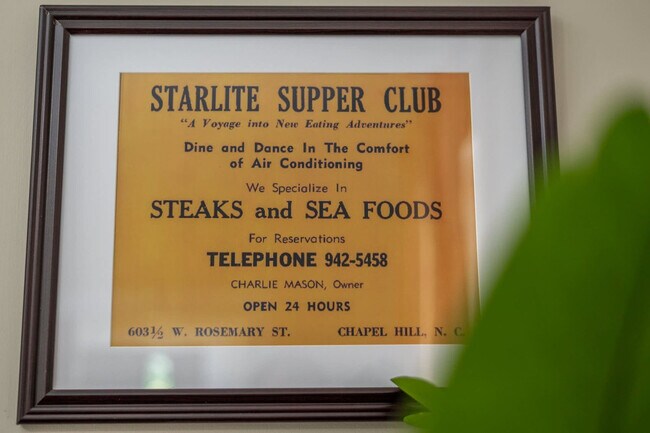 STARLITE SUPPER CLUB
"A Voyage into New Eating Adventures"
Dine and Dance In The Comfort
of Air Conditioning
We Specialize In
STEAKS and SEA FOODS
For Reservations
TELEPHONE 942-5458
CHARLIE MASON, Owner
OPEN 24 HOURS
603½ W. ROSEMARY ST. CHAPEL HILL, N. C.